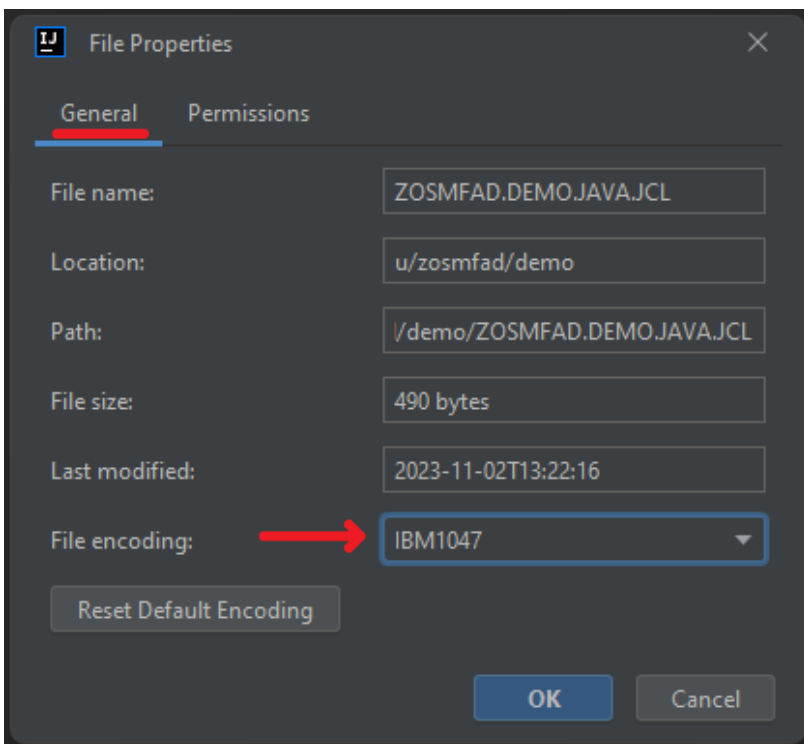 IJ File Properties
General Permissions
File name: ZOSMFAD.DEMO.JAVA.JCL
Location: u/zosmfad/demo
Path: /demo/ZOSMFAD.DEMO.JAVA.JCL
File size: 490 bytes
Last modified: 2023-11-02T13:22:16
File encoding: IBM1047
Reset Default Encoding
OK Cancel